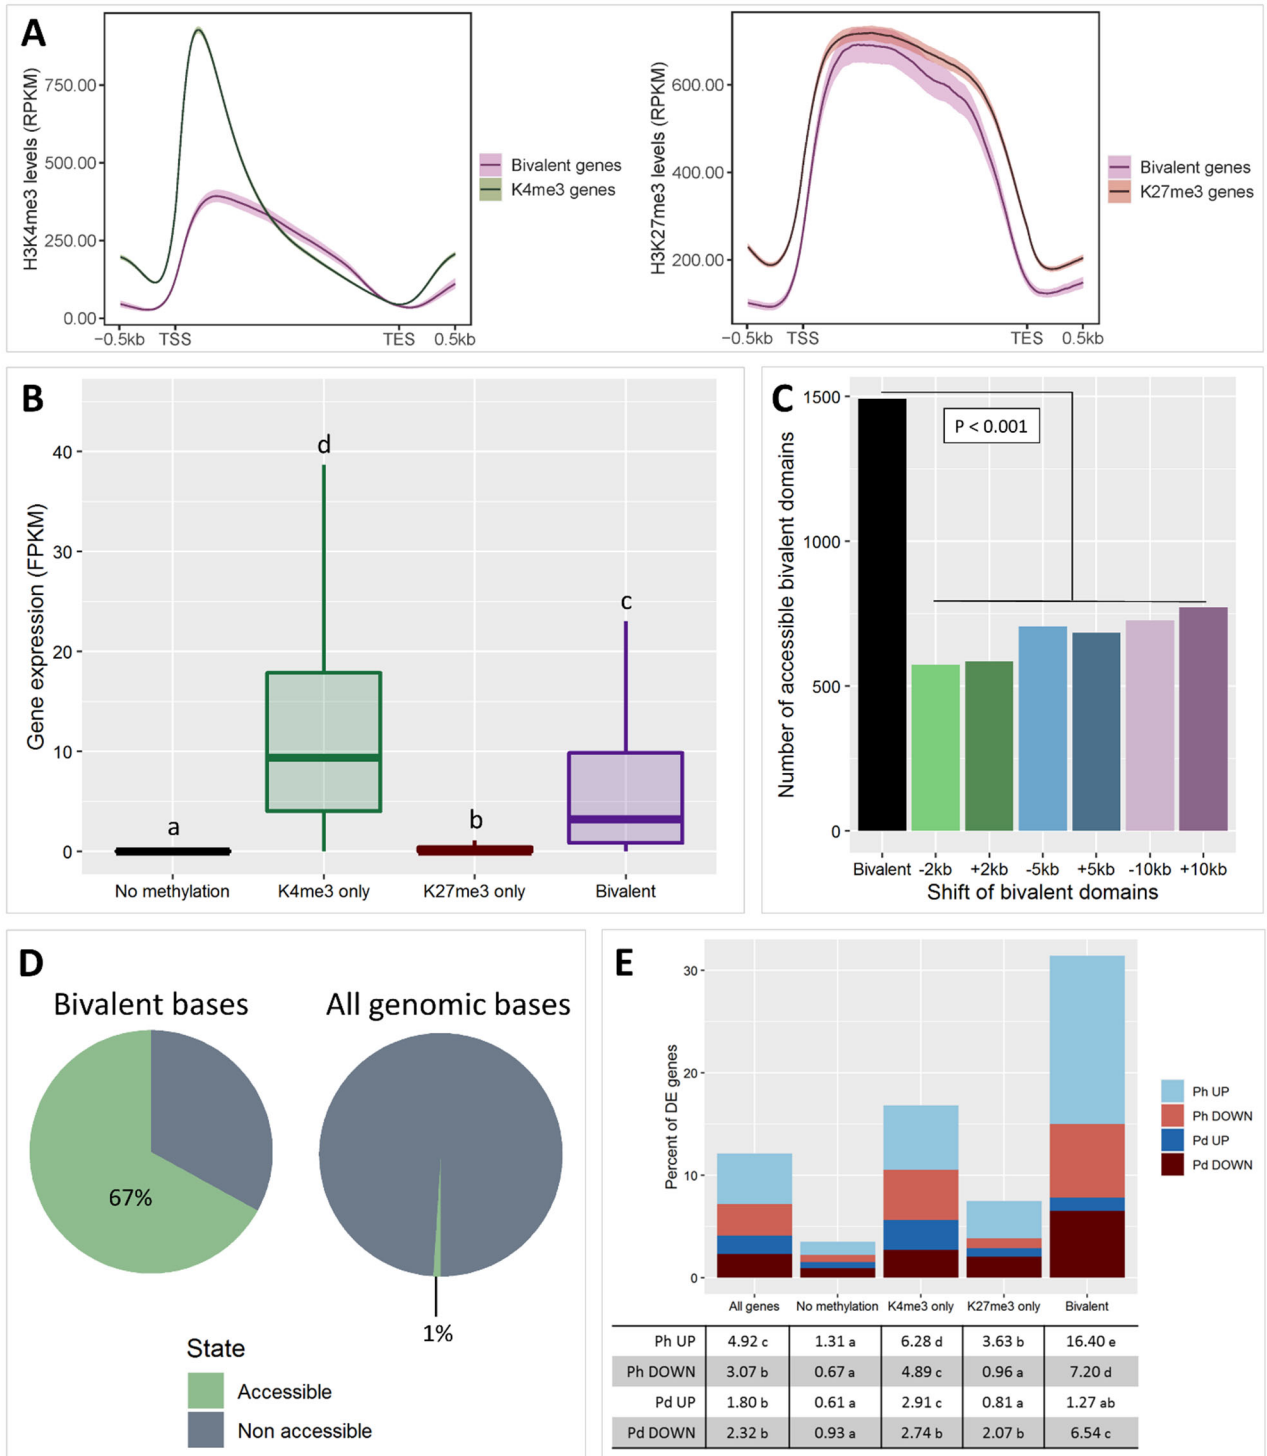 A
H3K4me3 levels (RPKM)
750.00
500.00
250.00
0.00
−0.5kb TSS TES 0.5kb
Bivalent genes
K4me3 genes
H3K27me3 levels (RPKM)
600.00
400.00
200.00
−0.5kb TSS TES 0.5kb
Bivalent genes
K27me3 genes
B
Gene expression (FPKM)
40
30
20
10
0
a
d
b
c
No methylation K4me3 only K27me3 only Bivalent
C
Number of accessible bivalent domains
1500
1000
500
0
P < 0.001
Bivalent -2kb +2kb -5kb +5kb -10kb +10kb
Shift of bivalent domains
D
Bivalent bases All genomic bases
67%
1%
State
Accessible
Non accessible
E
Percent of DE genes
30
20
10
0
All genes No methylation K4me3 only K27me3 only Bivalent
Ph UP
Ph DOWN
Pd UP
Pd DOWN
Ph UP 4.92 c 1.31 a 6.28 d 3.63 b 16.40 e
Ph DOWN 3.07 b 0.67 a 4.89 c 0.96 a 7.20 d
Pd UP 1.80 b 0.61 a 2.91 c 0.81 a 1.27 ab
Pd DOWN 2.32 b 0.93 a 2.74 b 2.07 b 6.54 c